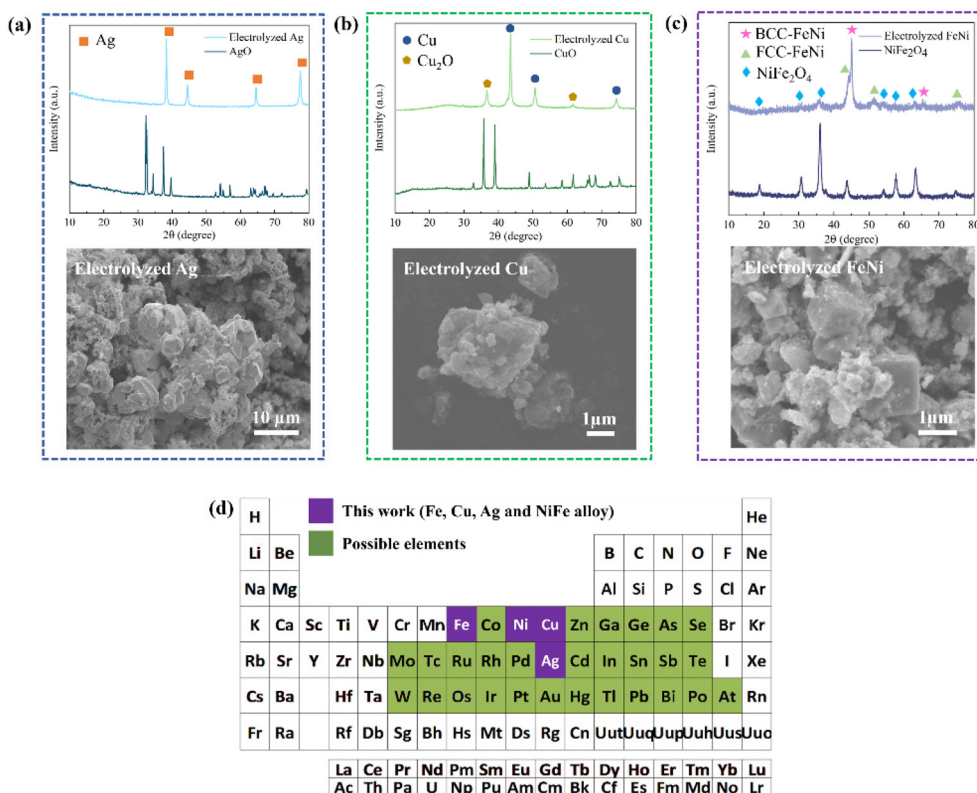 (a)
Ag
Electrolyzed Ag
AgO
Intensity (a.u.)
10 20 30 40 50 60 70 80
2θ (degree)
Electrolyzed Ag
10 µm
(b)
Cu
Cu2O
Electrolyzed Cu
CuO
Intensity (a.u.)
10 20 30 40 50 60 70 80
2θ (degree)
Electrolyzed Cu
1µm
(c)
BCC-FeNi
FCC-FeNi
NiFe2O4
Electrolyzed FeNi
NiFe2O4
Intensity (a.u.)
10 20 30 40 50 60 70 80
2θ (degree)
Electrolyzed FeNi
1µm
(d)
This work (Fe, Cu, Ag and NiFe alloy)
Possible elements
H He
Li Be B C N O F Ne
Na Mg Al Si P S Cl Ar
K Ca Sc Ti V Cr Mn Fe Co Ni Cu Zn Ga Ge As Se Br Kr
Rb Sr Y Zr Nb Mo Tc Ru Rh Pd Ag Cd In Sn Sb Te I Xe
Cs Ba Hf Ta W Re Os Ir Pt Au Hg Tl Pb Bi Po At Rn
Fr Ra Rf Db Sg Bh Hs Mt Ds Rg Cn Uut Uuq Uup Uuh Uus Uuo
La Ce Pr Nd Pm Sm Eu Gd Tb Dy Ho Er Tm Yb Lu
Ac Th Pa U Np Pu Am Cm Bk Cf Es Fm Md No Lr